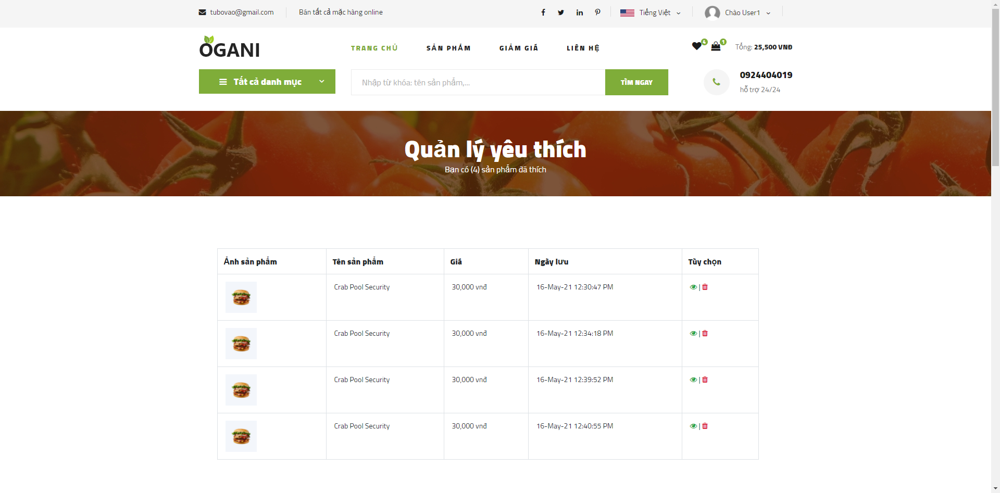 tubovao@gmail.com
Bán tất cả mặc hàng online
Tiếng Việt
Chào User1
OGANI
TRANG CHỦ
SẢN PHẨM
GIẢM GIÁ
LIÊN HỆ
4
1
Tổng: 25,500 VNĐ
Tất cả danh mục
Nhập từ khóa: tên sản phẩm,...
TÌM NGAY
0924404019
hỗ trợ 24/24
Quản lý yêu thích
Bạn có (4) sản phẩm đã thích
Ảnh sản phẩm
Tên sản phẩm
Giá
Ngày lưu
Tùy chọn
Crab Pool Security
30,000 vnđ
16-May-21 12:30:47 PM
|
Crab Pool Security
30,000 vnđ
16-May-21 12:34:18 PM
|
Crab Pool Security
30,000 vnđ
16-May-21 12:39:52 PM
|
Crab Pool Security
30,000 vnđ
16-May-21 12:40:55 PM
|